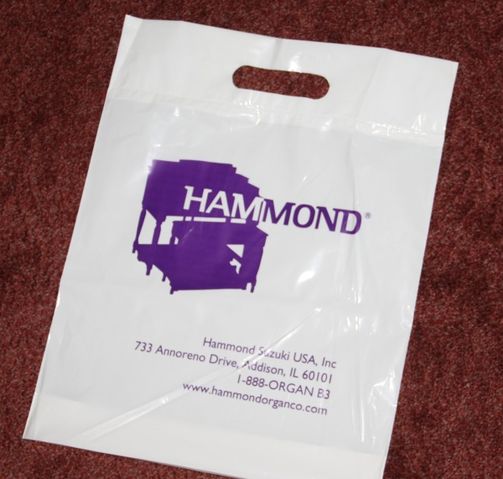 HAMMOND®
Hammond Suzuki USA, Inc
733 Annoreno Drive, Addison, IL 60101
1-888-ORGAN B3
www.hammondorganco.com